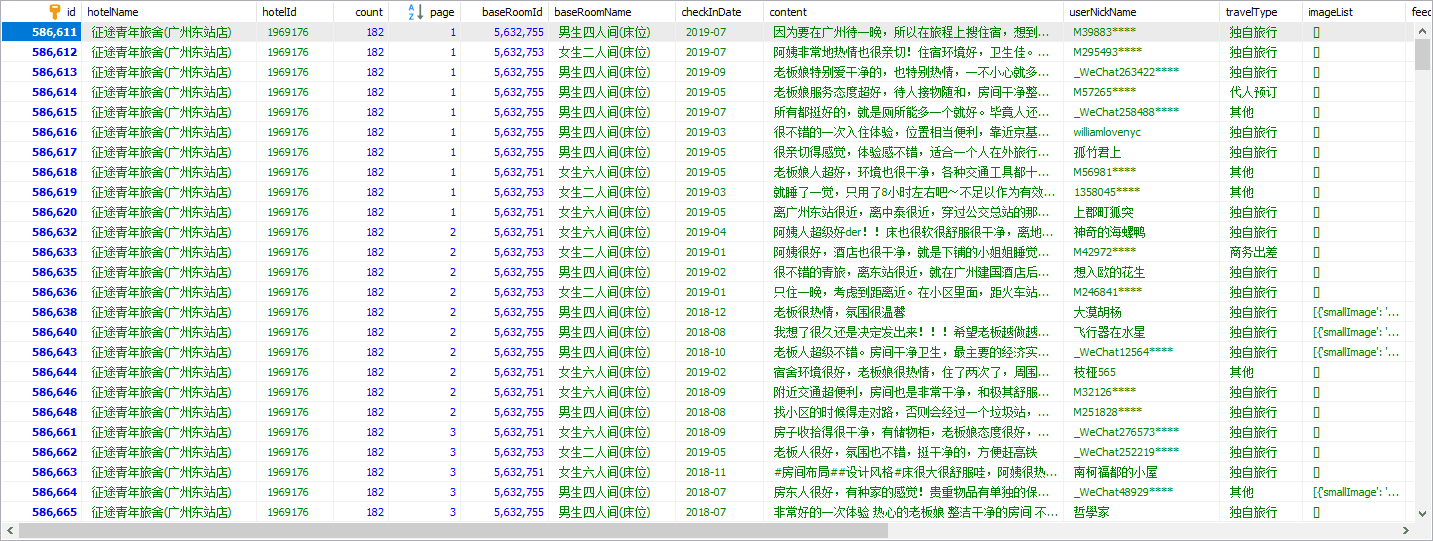 id hotelName hotelId count page baseRoomId baseRoomName checkInDate content userNickName travelType imageList feed
586,611 征途青年旅舍(广州东站店) 1969176 182 1 5,632,755 男生四人间(床位) 2019-07 因为要在广州待一晚，所以在旅程上搜住宿，想到... M39883**** 独自旅行 []
586,612 征途青年旅舍(广州东站店) 1969176 182 1 5,632,753 女生二人间(床位) 2019-07 阿姨非常地热情也很亲切！住宿环境好，卫生佳。... M295493**** 独自旅行 []
586,613 征途青年旅舍(广州东站店) 1969176 182 1 5,632,755 男生四人间(床位) 2019-09 老板娘特别爱干净的，也特别热情，一不小心就多... _WeChat263422**** 独自旅行 []
586,614 征途青年旅舍(广州东站店) 1969176 182 1 5,632,755 男生四人间(床位) 2019-05 老板娘服务态度超好，待人接物随和，房间干净整... M57265**** 代人预订 []
586,615 征途青年旅舍(广州东站店) 1969176 182 1 5,632,755 男生四人间(床位) 2019-07 所有都挺好的，就是厕所能多一个就好。毕竟人还... _WeChat258488**** 其他 []
586,616 征途青年旅舍(广州东站店) 1969176 182 1 5,632,755 男生四人间(床位) 2019-03 很不错的一次入住体验，位置相当便利，靠近京基... williamlovenyc 独自旅行 []
586,617 征途青年旅舍(广州东站店) 1969176 182 1 5,632,755 男生四人间(床位) 2019-05 很亲切得感觉，体验感不错，适合一个人在外旅行... 孤竹君上 独自旅行 []
586,618 征途青年旅舍(广州东站店) 1969176 182 1 5,632,751 女生六人间(床位) 2019-05 老板娘人超好，环境也很干净，各种交通工具都十... M56981**** 其他 []
586,619 征途青年旅舍(广州东站店) 1969176 182 1 5,632,753 女生二人间(床位) 2019-03 就睡了一觉，只用了8小时左右吧～不足以作为有效... 1358045**** 其他 []
586,620 征途青年旅舍(广州东站店) 1969176 182 1 5,632,751 女生六人间(床位) 2019-05 离广州东站很近，离中泰很近，穿过公交总站的那... 上郡町狐突 独自旅行 []
586,632 征途青年旅舍(广州东站店) 1969176 182 2 5,632,751 女生六人间(床位) 2019-04 阿姨人超级好der！！床也很软很舒服很干净，离地... 神奇的海螺鸭 独自旅行 []
586,633 征途青年旅舍(广州东站店) 1969176 182 2 5,632,753 女生二人间(床位) 2019-01 阿姨很好，酒店也很干净，就是下铺的小姐姐睡觉... M42972**** 商务出差 []
586,635 征途青年旅舍(广州东站店) 1969176 182 2 5,632,755 男生四人间(床位) 2019-02 很不错的青旅，离东站很近，就在广州建国酒店后... 想入欧的花生 独自旅行 []
586,636 征途青年旅舍(广州东站店) 1969176 182 2 5,632,753 女生二人间(床位) 2019-01 只住一晚，考虑到距离近。在小区里面，距火车站... M246841**** 独自旅行 []
586,638 征途青年旅舍(广州东站店) 1969176 182 2 5,632,755 男生四人间(床位) 2018-12 老板很热情，氛围很温馨 大漠胡杨 独自旅行 [{'smallImage': '...
586,640 征途青年旅舍(广州东站店) 1969176 182 2 5,632,755 男生四人间(床位) 2018-08 我想了很久还是决定发出来！！！希望老板越做越... 飞行器在水星 独自旅行 [{'smallImage': '...
586,643 征途青年旅舍(广州东站店) 1969176 182 2 5,632,755 男生四人间(床位) 2018-10 老板人超级不错。房间干净卫生，最主要的经济实... _WeChat12564**** 独自旅行 [{'smallImage': '...
586,644 征途青年旅舍(广州东站店) 1969176 182 2 5,632,751 女生六人间(床位) 2019-02 宿舍环境很好，老板很热情，住了两次了，周围... 枝桠565 其他 []
586,646 征途青年旅舍(广州东站店) 1969176 182 2 5,632,751 女生六人间(床位) 2018-08 附近交通超便利，房间也是非常干净，和极其舒服... M32126**** 独自旅行 []
586,648 征途青年旅舍(广州东站店) 1969176 182 2 5,632,755 男生四人间(床位) 2018-08 找小区的时候得走对路，否则会经过一个垃圾站，... M251828**** 独自旅行 []
586,661 征途青年旅舍(广州东站店) 1969176 182 3 5,632,751 女生六人间(床位) 2018-09 房子收拾得很干净，有储物柜，老板娘态度很好，... _WeChat276573**** 独自旅行 []
586,662 征途青年旅舍(广州东站店) 1969176 182 3 5,632,753 女生二人间(床位) 2018-05 老板人很好，氛围也不错，挺干净的，方便赶高铁 _WeChat252219**** 独自旅行 []
586,663 征途青年旅舍(广州东站店) 1969176 182 3 5,632,751 女生六人间(床位) 2018-11 #房间布局##设计风格#床很大很舒服哇，阿姨很热... 南柯福都的小屋 独自旅行 []
586,664 征途青年旅舍(广州东站店) 1969176 182 3 5,632,755 男生四人间(床位) 2018-07 房东人很好，有种家的感觉！贵重物品有单独的保... _WeChat48929**** 其他 [{'smallImage': '...
586,665 征途青年旅舍(广州东站店) 1969176 182 3 5,632,755 男生四人间(床位) 2018-07 非常好的一次体验 热心的老板娘 整洁干净的房间 不... 哲學家 独自旅行 []